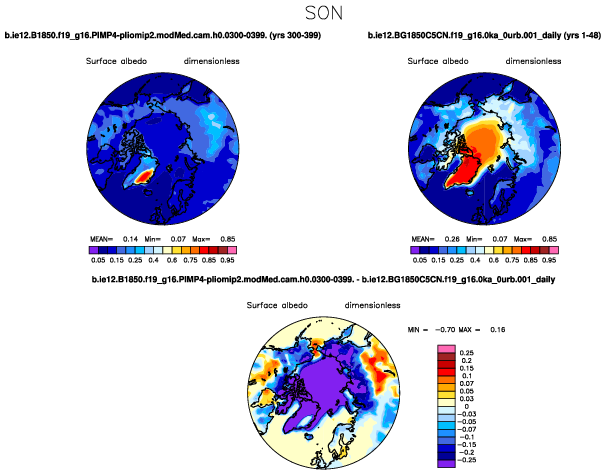 SON
b.ie12.B1850.f19_g16.PIMP4-pliomip2.modMed.cam.h0.0300-0399. (yrs 300-399)
b.ie12.BG1850C5CN.f19_g16.0ka_0urb.001_daily (yrs 1-48)
Surface albedo dimensionless
Surface albedo dimensionless
MEAN= 0.14 Min= 0.07 Max= 0.85
MEAN= 0.26 Min= 0.07 Max= 0.85
0.05 0.15 0.25 0.4 0.6 0.75 0.85 0.95
0.05 0.15 0.25 0.4 0.6 0.75 0.85 0.95
b.ie12.B1850.f19_g16.PIMP4-pliomip2.modMed.cam.h0.0300-0399. - b.ie12.BG1850C5CN.f19_g16.0ka_0urb.001_daily
Surface albedo dimensionless
MIN = -0.70 MAX = 0.16
0.25
0.2
0.15
0.1
0.07
0.05
0.03
0
-0.03
-0.05
-0.07
-0.1
-0.15
-0.2
-0.25